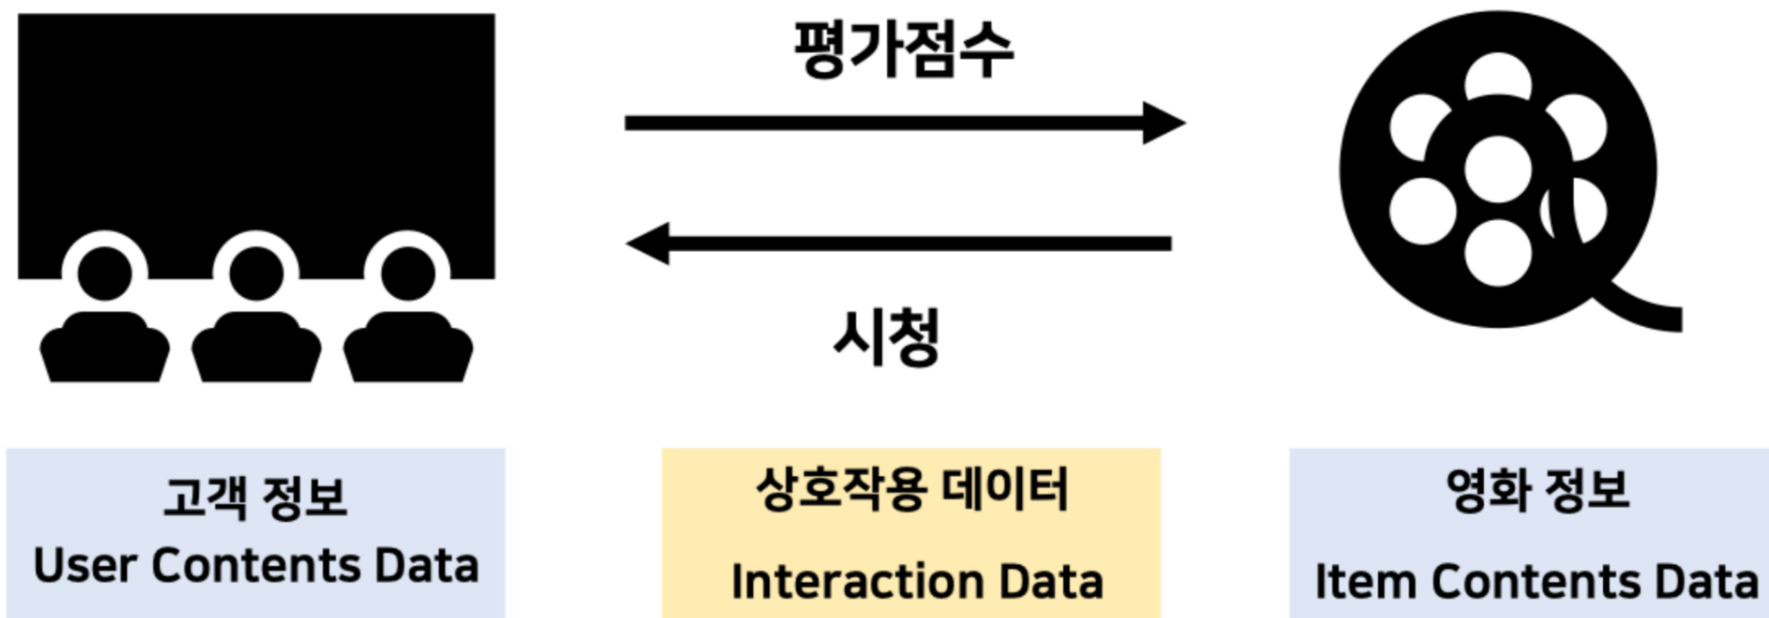 평가점수
시청
고객 정보
User Contents Data
상호작용 데이터
Interaction Data
영화 정보
Item Contents Data